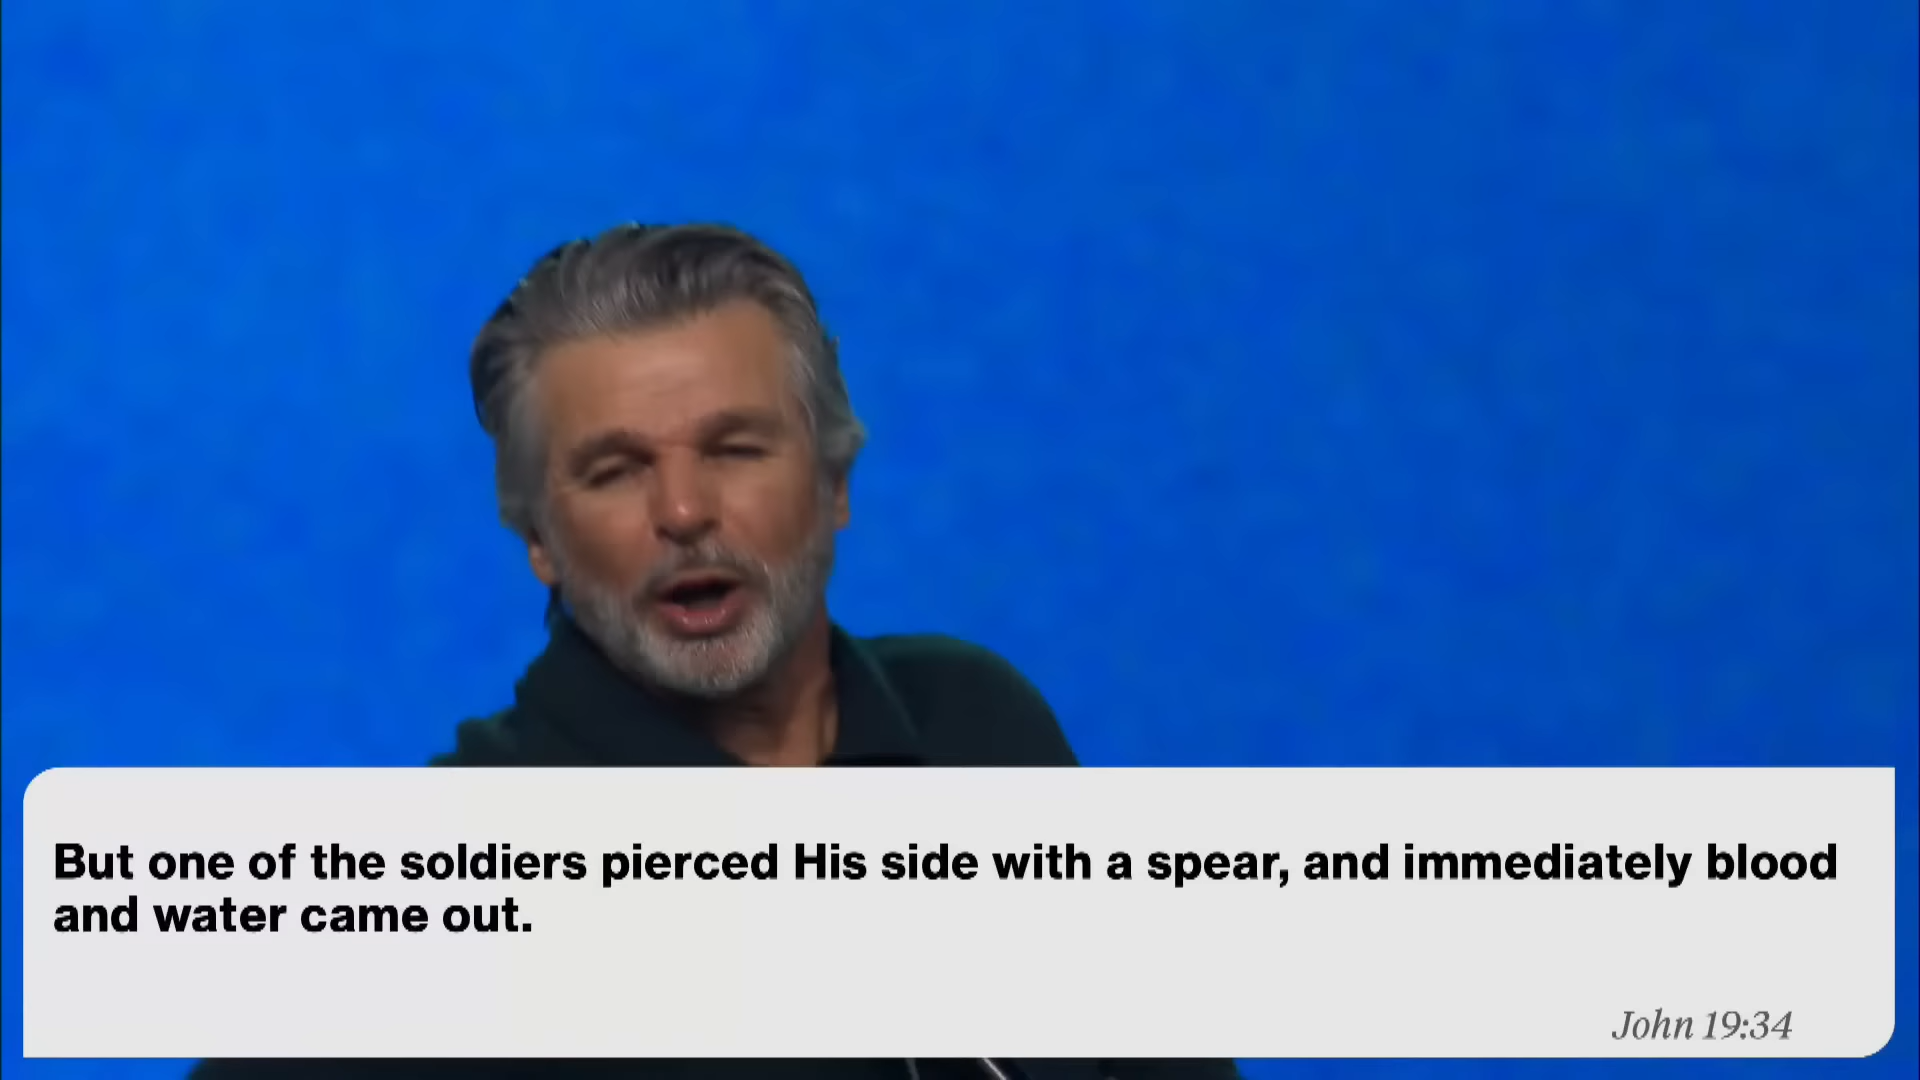 But one of the soldiers pierced His side with a spear, and immediately blood
and water came out.
John 19:34